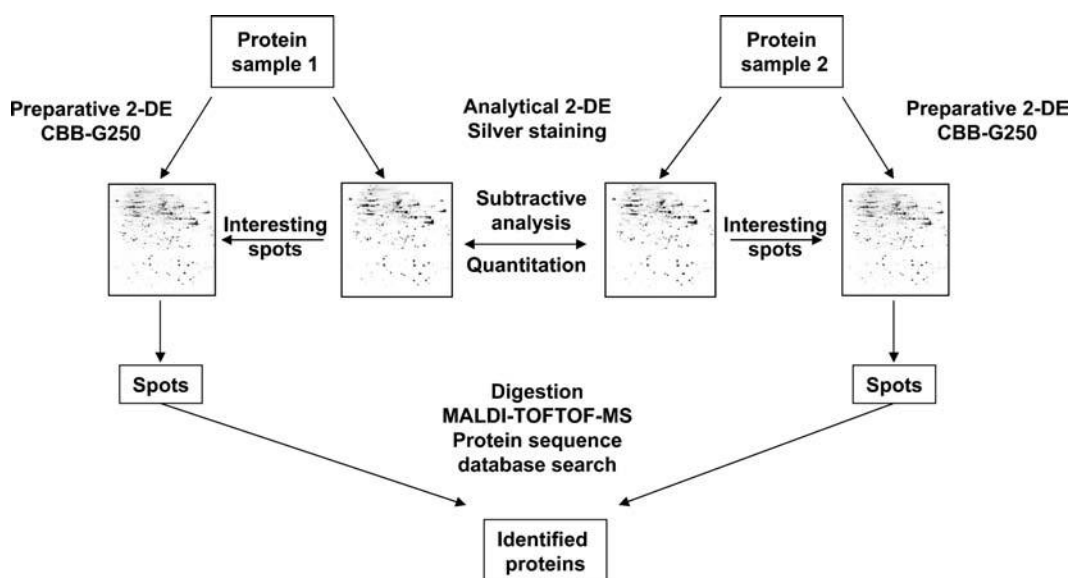 Protein
sample 1
Protein
sample 2
Preparative 2-DE
CBB-G250
Analytical 2-DE
Silver staining
Preparative 2-DE
CBB-G250
Interesting
spots
Subtractive
analysis
Quantitation
Interesting
spots
Spots
Spots
Digestion
MALDI-TOFTOF-MS
Protein sequence
database search
Identified
proteins